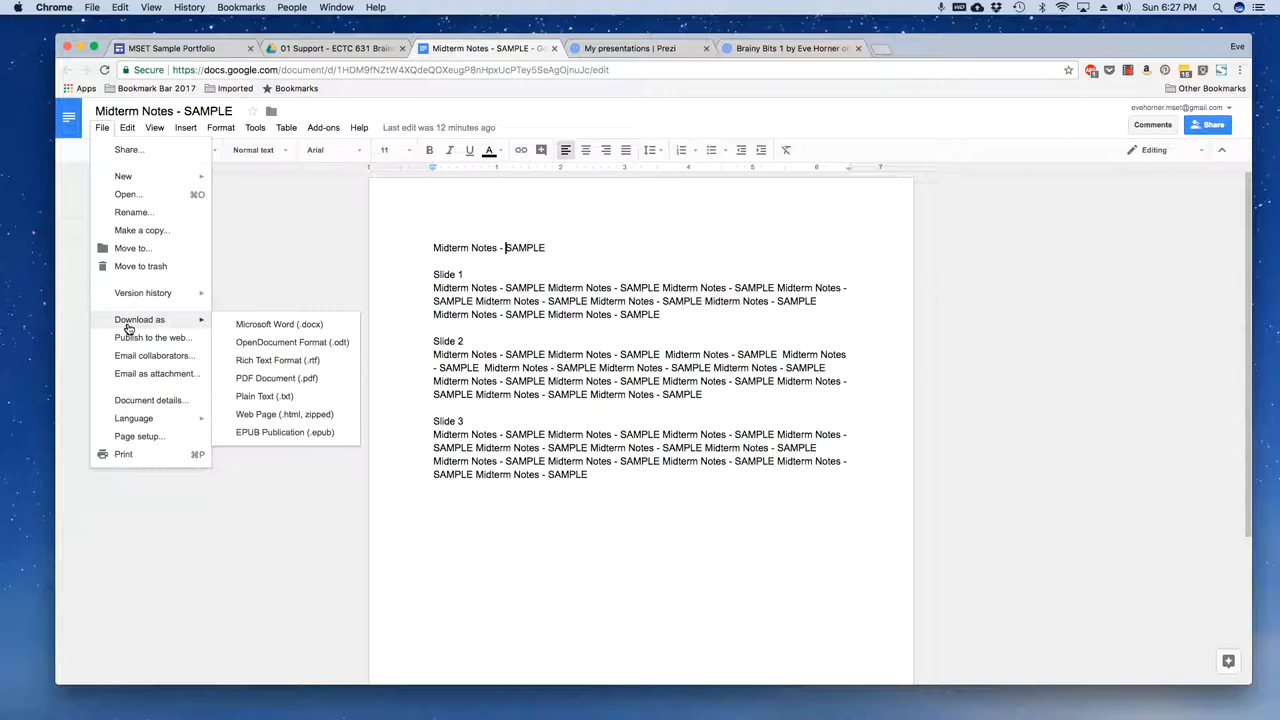 Chrome File Edit View History Bookmarks People Window Help
Sun 6:27 PM
MSET Sample Portfolio
01 Support - ECTC 631 Brain
Midterm Notes - SAMPLE - G
My presentations | Prezi
Brainy Bits 1 by Eve Horner on
Eve
Secure https://docs.google.com/document/d/1HDM9fNZtW4XQdeQOXeugP8nHpxUcPTey5SeAgOjnuJc/edit
Apps Bookmark Bar 2017 Imported Bookmarks Other Bookmarks
Midterm Notes - SAMPLE
evehorner.mset@gmail.com
File Edit View Insert Format Tools Table Add-ons Help Last edit was 12 minutes ago
Comments Share
Normal text Arial 11 B I U A Editing
1 1 2 3 4 5 6 7
Share...
New
Open... ⌘O
Rename...
Make a copy...
Move to...
Move to trash
Version history
Download as
Publish to the web...
Email collaborators...
Email as attachment...
Document details...
Language
Page setup...
Print ⌘P
Microsoft Word (.docx)
OpenDocument Format (.odt)
Rich Text Format (.rtf)
PDF Document (.pdf)
Plain Text (.txt)
Web Page (.html, zipped)
EPUB Publication (.epub)
Midterm Notes - SAMPLE
Slide 1
Midterm Notes - SAMPLE Midterm Notes - SAMPLE Midterm Notes - SAMPLE Midterm Notes -
SAMPLE Midterm Notes - SAMPLE Midterm Notes - SAMPLE Midterm Notes - SAMPLE
Midterm Notes - SAMPLE Midterm Notes - SAMPLE
Slide 2
Midterm Notes - SAMPLE Midterm Notes - SAMPLE Midterm Notes - SAMPLE Midterm Notes
- SAMPLE Midterm Notes - SAMPLE Midterm Notes - SAMPLE Midterm Notes - SAMPLE
Midterm Notes - SAMPLE Midterm Notes - SAMPLE Midterm Notes - SAMPLE Midterm Notes -
SAMPLE Midterm Notes - SAMPLE Midterm Notes - SAMPLE
Slide 3
Midterm Notes - SAMPLE Midterm Notes - SAMPLE Midterm Notes - SAMPLE Midterm Notes -
SAMPLE Midterm Notes - SAMPLE Midterm Notes - SAMPLE Midterm Notes - SAMPLE
Midterm Notes - SAMPLE Midterm Notes - SAMPLE Midterm Notes - SAMPLE Midterm Notes -
SAMPLE Midterm Notes - SAMPLE